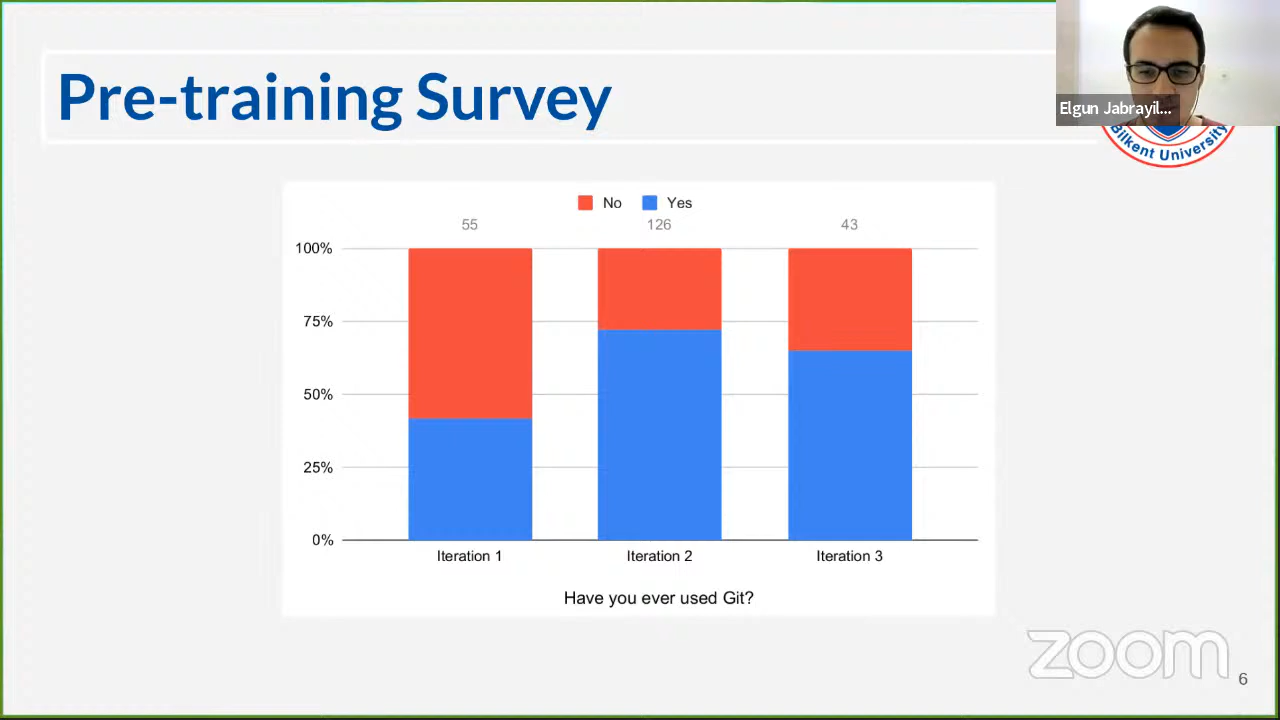 Pre-training Survey
Elgun Jabrayil...
Bilkent University
No Yes
55 126 43
100%
75%
50%
25%
0%
Iteration 1 Iteration 2 Iteration 3
Have you ever used Git?
zoom
6